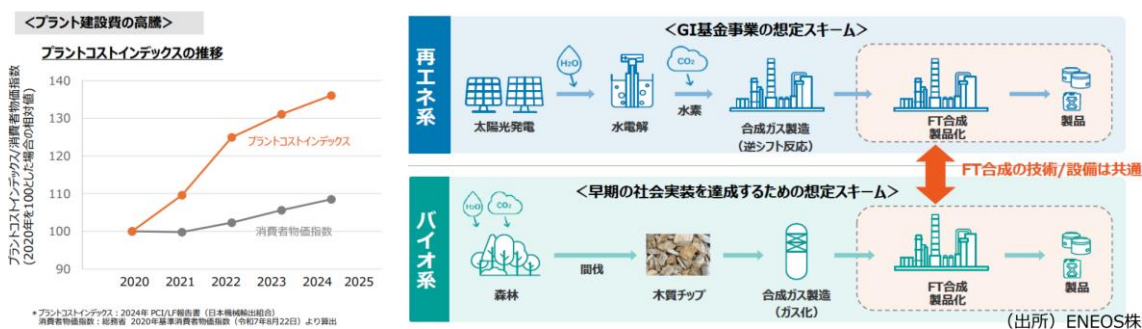 ＜プラント建設費の高騰＞
プラントコストインデックスの推移
プラントコストインデックス/消費者物価指数
(2020年を100とした場合の相対値)
140
130
120
110
100
90
プラントコストインデックス
消費者物価指数
2020 2021 2022 2023 2024 2025
＊プラントコストインデックス：2024年 PCI/LF報告書（日本機械輸出組合）
消費者物価指数：総務省 2020年基準消費者物価指数（令和7年8月22日）より算出
再エネ系
＜GI基金事業の想定スキーム＞
H₂O
CO₂
太陽光発電
水電解
水素
合成ガス製造
（逆シフト反応）
FT合成
製品化
製品
FT合成の技術/設備は共通
バイオ系
＜早期の社会実装を達成するための想定スキーム＞
H₂O
CO₂
森林
間伐
木質チップ
合成ガス製造
（ガス化）
FT合成
製品化
製品
（出所）ENEOS株